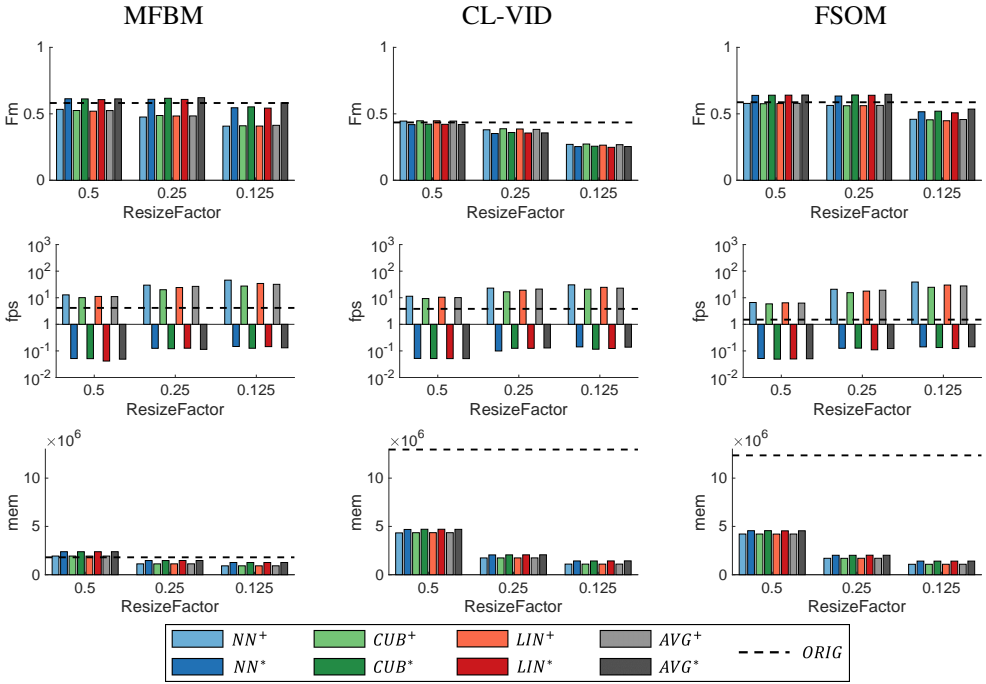 MFBM CL-VID FSOM
1 1 1
Fm 0.5 Fm 0.5 Fm 0.5
0 0 0
0.5 0.25 0.125 0.5 0.25 0.125 0.5 0.25 0.125
ResizeFactor ResizeFactor ResizeFactor
10³ 10³ 10³
10² 10² 10²
10¹ 10¹ 10¹
fps 1 fps 1 fps 1
10⁻¹ 10⁻¹ 10⁻¹
10⁻² 10⁻² 10⁻²
0.5 0.25 0.125 0.5 0.25 0.125 0.5 0.25 0.125
ResizeFactor ResizeFactor ResizeFactor
×10⁶ ×10⁶ ×10⁶
10 10 10
mem 5 mem 5 mem 5
0 0 0
0.5 0.25 0.125 0.5 0.25 0.125 0.5 0.25 0.125
ResizeFactor ResizeFactor ResizeFactor
NN⁺ CUB⁺ LIN⁺ AVG⁺ ORIG
NN* CUB* LIN* AVG*